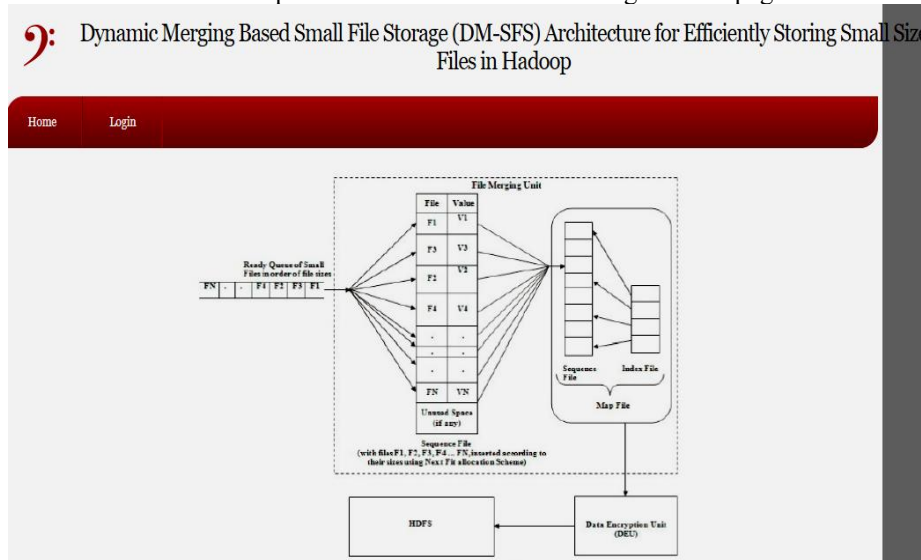 Dynamic Merging Based Small File Storage (DM-SFS) Architecture for Efficiently Storing Small Size
Files in Hadoop
Home Login
File Merging Unit
File Value
F1 V1
F3 V3
F2 V2
F4 V4
. .
. .
. .
FN VN
Unused Space
(if any)
Ready Queue of Small
Files in order of file sizes
FN - - F4 F2 F3 F1
Sequence File
(with files F1, F2, F3, F4 ... FN, inserted according to
their sizes using Next Fit allocation Scheme)
Sequence
File
Index File
Map File
HDFS
Data Encryption Unit
(DEU)